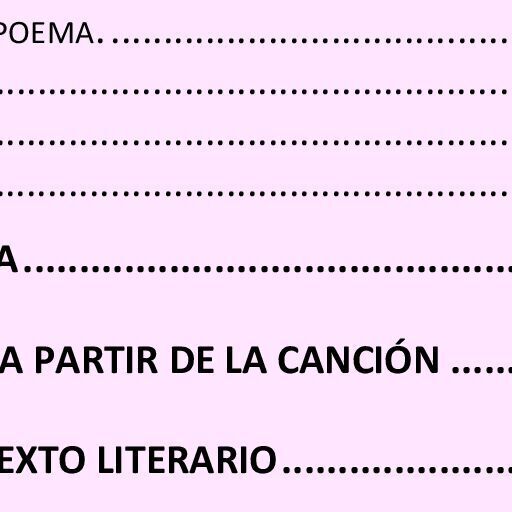 POEMA. ..............................................
......................................................
......................................................
......................................................
A..................................................
A PARTIR DE LA CANCIÓN ......
EXTO LITERARIO.........................